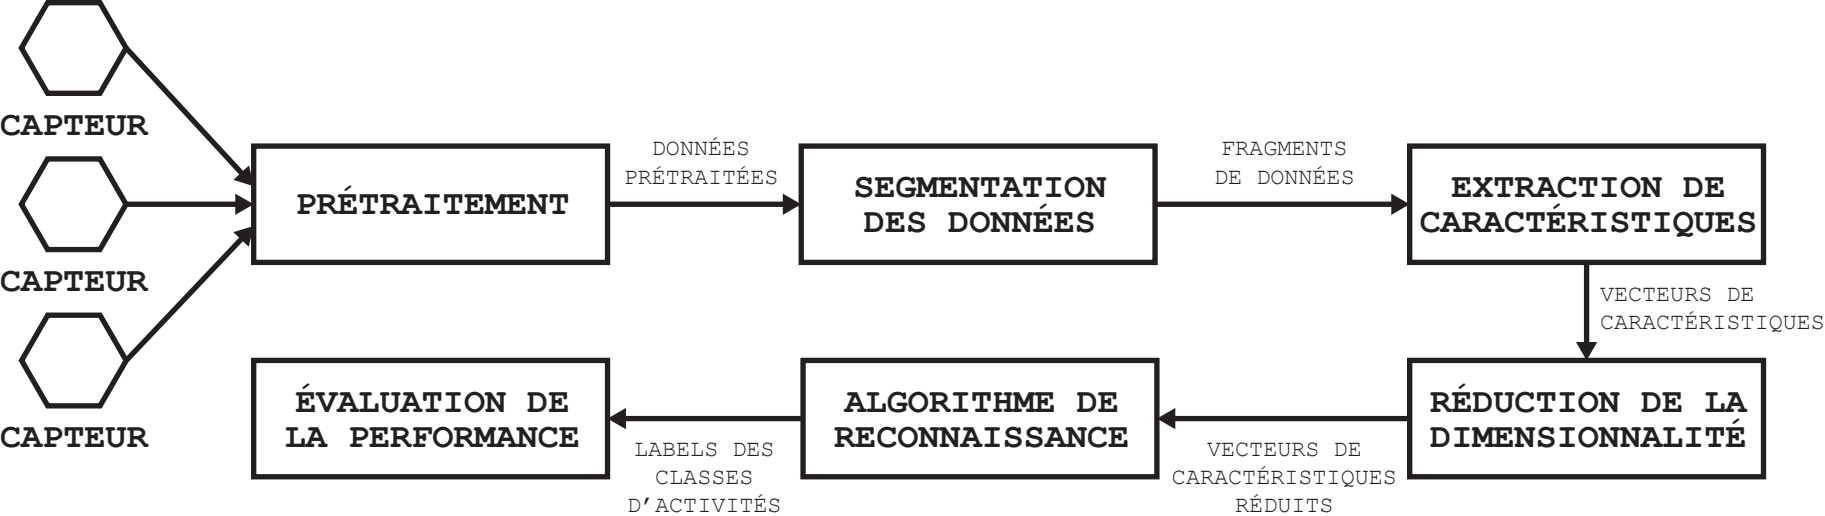 CAPTEUR
CAPTEUR
CAPTEUR
PRÉTRAITEMENT
DONNÉES
PRÉTRAITÉES
SEGMENTATION
DES DONNÉES
FRAGMENTS
DE DONNÉES
EXTRACTION DE
CARACTÉRISTIQUES
VECTEURS DE
CARACTÉRISTIQUES
RÉDUCTION DE LA
DIMENSIONNALITÉ
VECTEURS DE
CARACTÉRISTIQUES
RÉDUITS
ALGORITHME DE
RECONNAISSANCE
LABELS DES
CLASSES
D’ACTIVITÉS
ÉVALUATION DE
LA PERFORMANCE